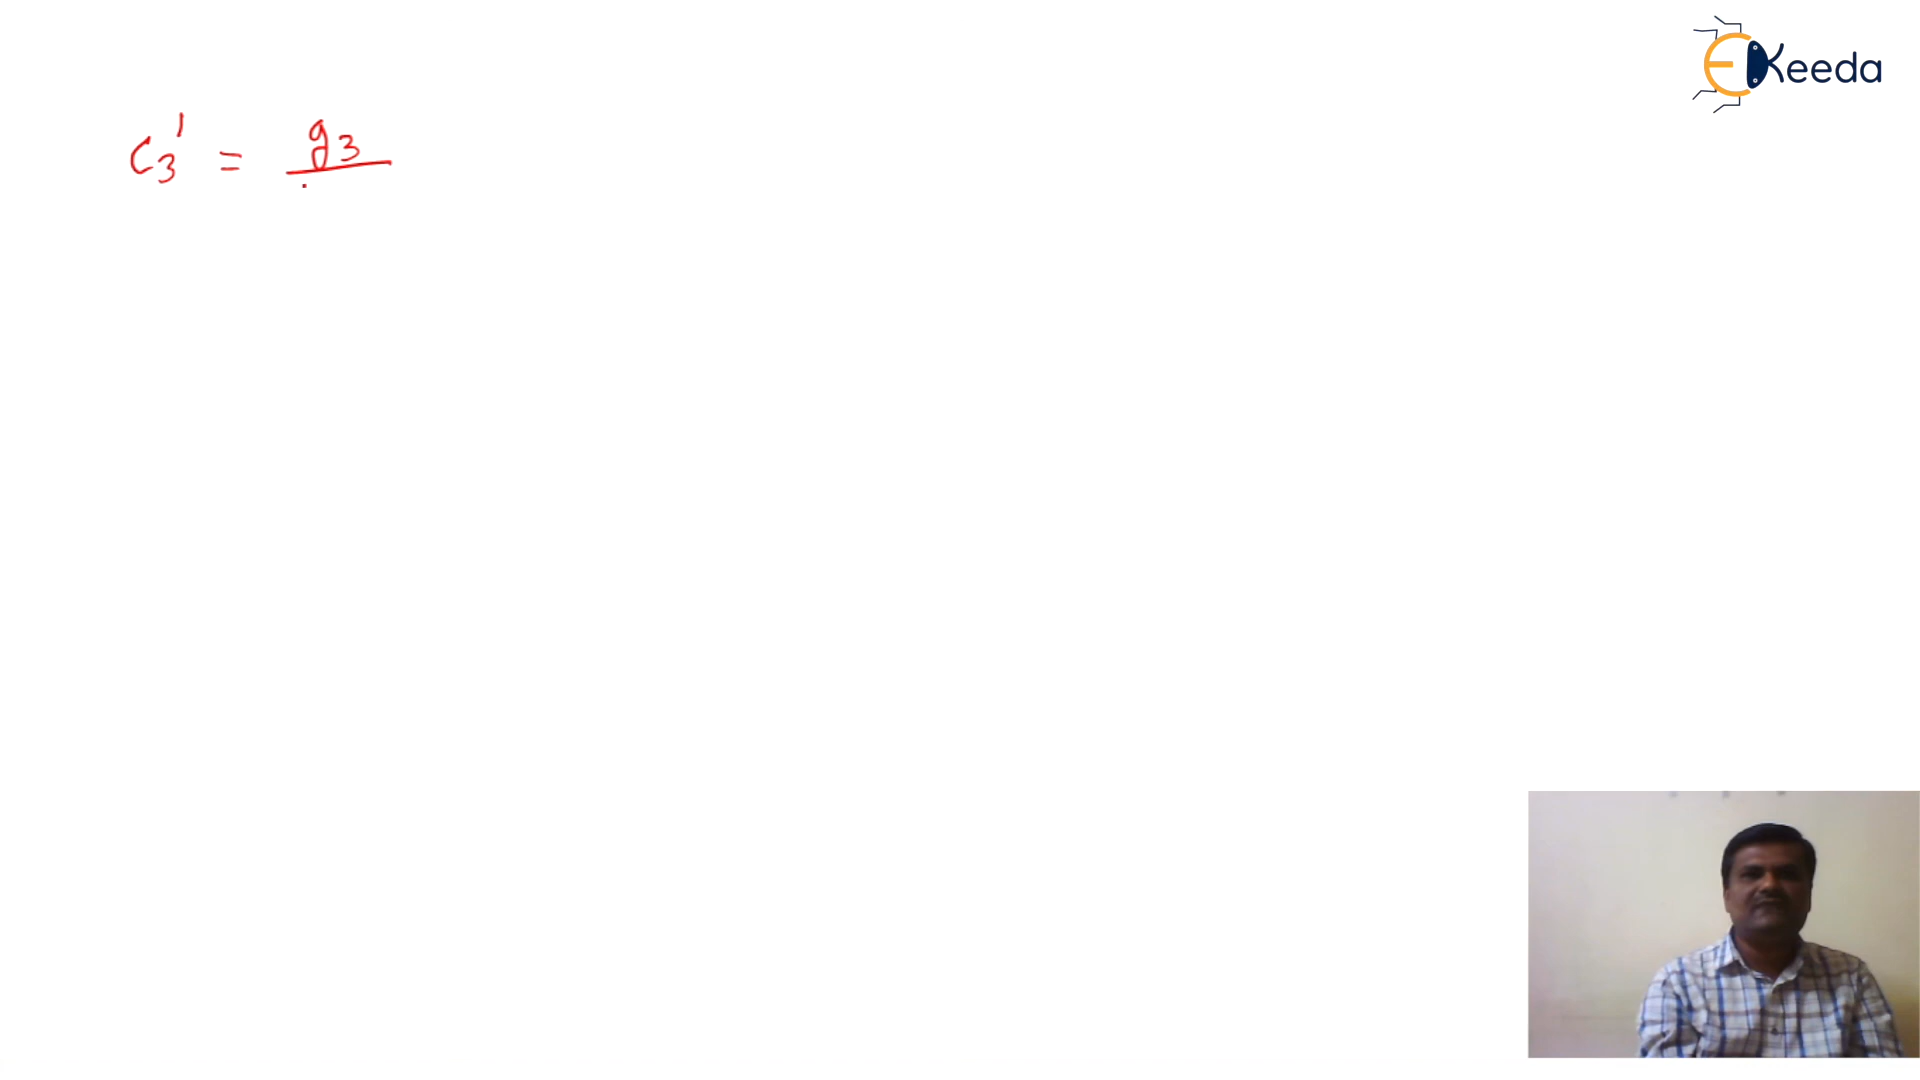 EKeeda
C₃' = g₃ /